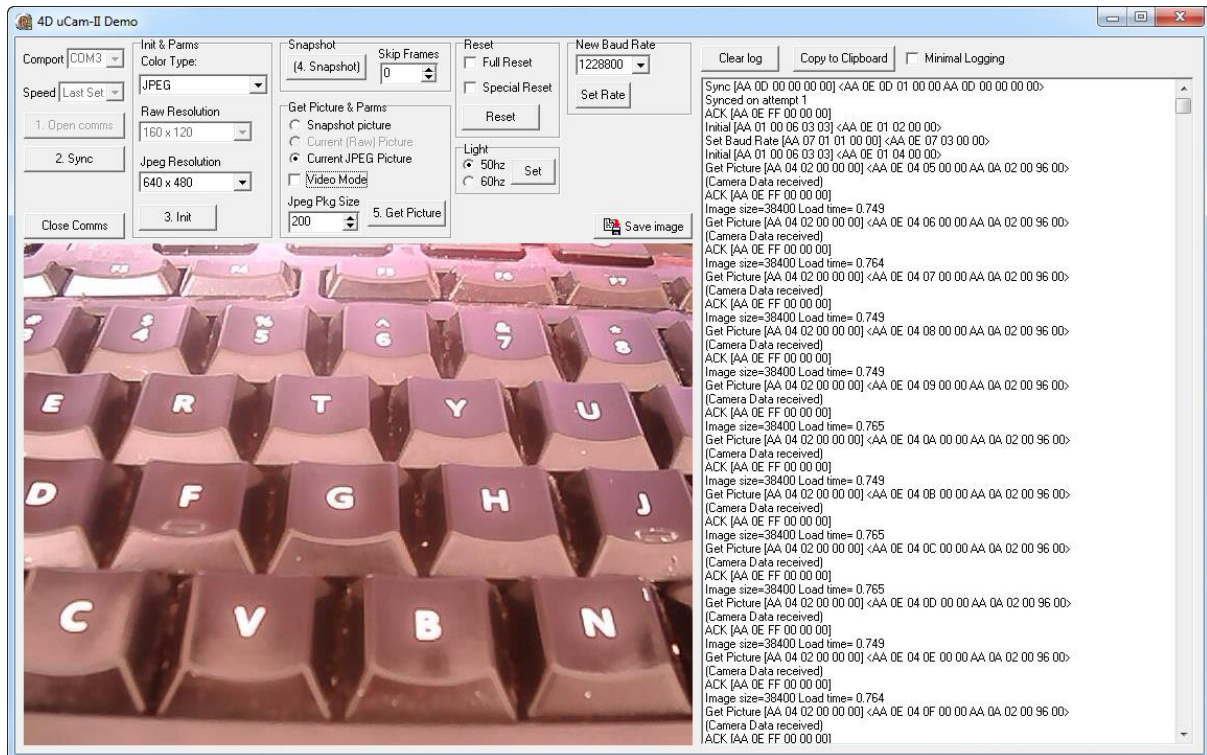 4D uCam-II Demo
Comport COM3
Speed Last Set
1. Open comms
2. Sync
Close Comms
Init & Parms
Color Type:
JPEG
Raw Resolution
160 x 120
Jpeg Resolution
640 x 480
3. Init
Snapshot
(4. Snapshot)
Skip Frames
0
Get Picture & Parms
Snapshot picture
Current (Raw) Picture
Current JPEG Picture
Video Mode
Jpeg Pkg Size
200
5. Get Picture
Reset
Full Reset
Special Reset
Reset
Light
50hz
60hz
Set
New Baud Rate
1228800
Set Rate
Save image
Clear log
Copy to Clipboard
Minimal Logging
Sync [AA 0D 00 00 00 00] <AA 0E 0D 01 00 00 AA 0D 00 00 00 00>
Synced on attempt 1
ACK [AA 0E FF 00 00 00]
Initial [AA 01 00 06 03 03] <AA 0E 01 02 00 00>
Set Baud Rate [AA 07 01 01 00 00] <AA 0E 07 03 00 00>
Initial [AA 01 00 06 03 03] <AA 0E 01 04 00 00>
Get Picture [AA 04 02 00 00 00] <AA 0E 04 05 00 00 AA 0A 02 00 96 00>
(Camera Data received)
ACK [AA 0E FF 00 00 00]
Image size=38400 Load time= 0.749
Get Picture [AA 04 02 00 00 00] <AA 0E 04 06 00 00 AA 0A 02 00 96 00>
(Camera Data received)
ACK [AA 0E FF 00 00 00]
Image size=38400 Load time= 0.764
Get Picture [AA 04 02 00 00 00] <AA 0E 04 07 00 00 AA 0A 02 00 96 00>
(Camera Data received)
ACK [AA 0E FF 00 00 00]
Image size=38400 Load time= 0.749
Get Picture [AA 04 02 00 00 00] <AA 0E 04 08 00 00 AA 0A 02 00 96 00>
(Camera Data received)
ACK [AA 0E FF 00 00 00]
Image size=38400 Load time= 0.749
Get Picture [AA 04 02 00 00 00] <AA 0E 04 09 00 00 AA 0A 02 00 96 00>
(Camera Data received)
ACK [AA 0E FF 00 00 00]
Image size=38400 Load time= 0.765
Get Picture [AA 04 02 00 00 00] <AA 0E 04 0A 00 00 AA 0A 02 00 96 00>
(Camera Data received)
ACK [AA 0E FF 00 00 00]
Image size=38400 Load time= 0.749
Get Picture [AA 04 02 00 00 00] <AA 0E 04 0B 00 00 AA 0A 02 00 96 00>
(Camera Data received)
ACK [AA 0E FF 00 00 00]
Image size=38400 Load time= 0.765
Get Picture [AA 04 02 00 00 00] <AA 0E 04 0C 00 00 AA 0A 02 00 96 00>
(Camera Data received)
ACK [AA 0E FF 00 00 00]
Image size=38400 Load time= 0.765
Get Picture [AA 04 02 00 00 00] <AA 0E 04 0D 00 00 AA 0A 02 00 96 00>
(Camera Data received)
ACK [AA 0E FF 00 00 00]
Image size=38400 Load time= 0.749
Get Picture [AA 04 02 00 00 00] <AA 0E 04 0E 00 00 AA 0A 02 00 96 00>
(Camera Data received)
ACK [AA 0E FF 00 00 00]
Image size=38400 Load time= 0.764
Get Picture [AA 04 02 00 00 00] <AA 0E 04 0F 00 00 AA 0A 02 00 96 00>
(Camera Data received)
ACK [AA 0E FF 00 00 00]
F5 F6 F7
$ 4 % 5 ^ 6 & 7 * 8
E R T Y U
D F G H J
C V B N